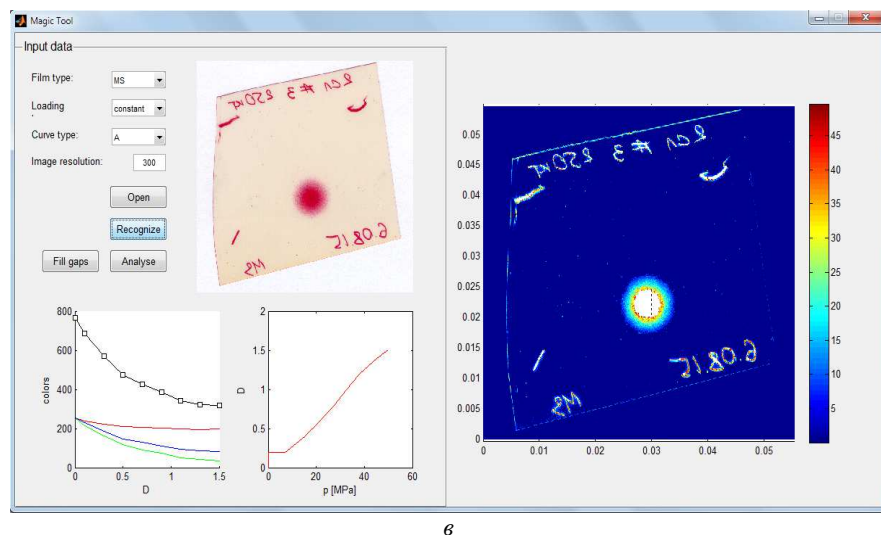 Magic Tool
Input data
Film type: MS
Loading constant
Curve type: A
Image resolution: 300
Open
Recognize
Fill gaps Analyse
MS
MS
800
600
400
200
0
colors
0 0.5 1 1.5
D
2
1.5
1
0.5
0
D
0 20 40 60
p [MPa]
0.05
0.045
0.04
0.035
0.03
0.025
0.02
0.015
0.01
0.005
0
0 0.01 0.02 0.03 0.04 0.05
45
40
35
30
25
20
15
10
5
в